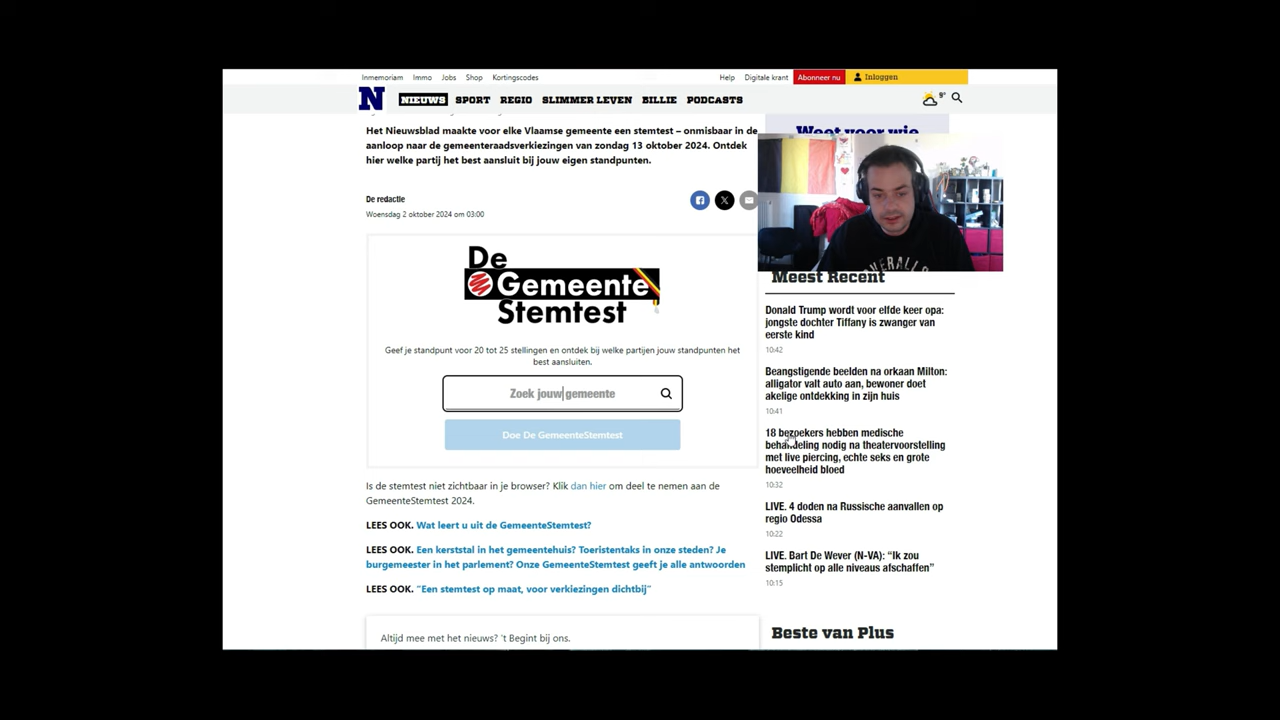 Inmemoriam Immo Jobs Shop Kortingscodes Help Digitale krant Abonneer nu Inloggen
N NIEUWS SPORT REGIO SLIMMER LEVEN BILLIE PODCASTS 9°
Het Nieuwsblad maakte voor elke Vlaamse gemeente een stemtest – onmisbaar in de
aanloop naar de gemeenteraadsverkiezingen van zondag 13 oktober 2024. Ontdek
hier welke partij het best aansluit bij jouw eigen standpunten.
De redactie
Woensdag 2 oktober 2024 om 03:00
De
Gemeente
Stemtest
Geef je standpunt voor 20 tot 25 stellingen en ontdek bij welke partijen jouw standpunten het
best aansluiten.
Zoek jouw gemeente
Doe De GemeenteStemtest
Is de stemtest niet zichtbaar in je browser? Klik dan hier om deel te nemen aan de
GemeenteStemtest 2024.
LEES OOK. Wat leert u uit de GemeenteStemtest?
LEES OOK. Een kerststal in het gemeentehuis? Toeristentaks in onze steden? Je
burgemeester in het parlement? Onze GemeenteStemtest geeft je alle antwoorden
LEES OOK. “Een stemtest op maat, voor verkiezingen dichtbij”
Altijd mee met het nieuws? 't Begint bij ons.
Weet voor wie
Meest Recent
Donald Trump wordt voor elfde keer opa:
jongste dochter Tiffany is zwanger van
eerste kind
10:42
Beangstigende beelden na orkaan Milton:
alligator valt auto aan, bewoner doet
akelige ontdekking in zijn huis
10:41
18 bezoekers hebben medische
behandeling nodig na theatervoorstelling
met live piercing, echte seks en grote
hoeveelheid bloed
10:32
LIVE. 4 doden na Russische aanvallen op
regio Odessa
10:22
LIVE. Bart De Wever (N-VA): “Ik zou
stemplicht op alle niveaus afschaffen”
10:15
Beste van Plus